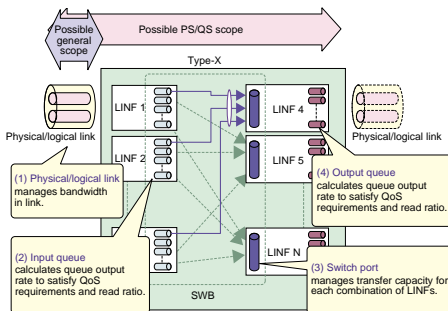 Possible PS/QS scope
Possible
general
scope
Type-X
LINF 1
LINF 4
Physical/logical link
Physical/logical link
LINF 2
LINF 5
(1) Physical/logical link
manages bandwidth
in link.
(4) Output queue
calculates queue output
rate to satisfy QoS
requirements and read ratio.
(2) Input queue
calculates queue output
rate to satisfy QoS
requirements and read ratio.
LINF N
(3) Switch port
manages transfer capacity for
each combination of LINFs.
SWB